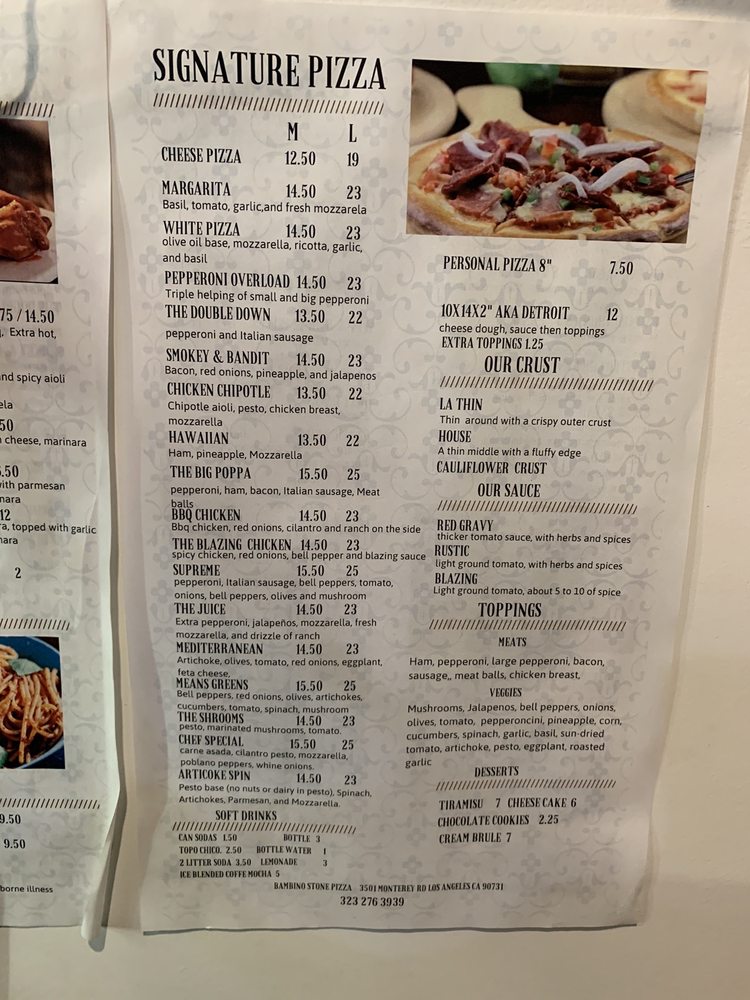 75 / 14.50
Extra hot,
and spicy aioli
ela
50
cheese, marinara
.50
with parmesan
nara
12
ra, topped with garlic
nara
2
9.50
9.50
borne illness
SIGNATURE PIZZA
M L
CHEESE PIZZA 12.50 19
MARGARITA 14.50 23
Basil, tomato, garlic,and fresh mozzarela
WHITE PIZZA 14.50 23
olive oil base, mozzarella, ricotta, garlic,
and basil
PEPPERONI OVERLOAD 14.50 23
Triple helping of small and big pepperoni
THE DOUBLE DOWN 13.50 22
pepperoni and Italian sausage
SMOKEY & BANDIT 14.50 23
Bacon, red onions, pineapple, and jalapenos
CHICKEN CHIPOTLE 13.50 22
Chipotle aioli, pesto, chicken breast,
mozzarella
HAWAIIAN 13.50 22
Ham, pineapple, Mozzarella
THE BIG POPPA 15.50 25
pepperoni, ham, bacon, Italian sausage, Meat
balls
BBQ CHICKEN 14.50 23
Bbq chicken, red onions, cilantro and ranch on the side
THE BLAZING CHICKEN 14.50 23
spicy chicken, red onions, bell pepper and blazing sauce
SUPREME 15.50 25
pepperoni, Italian sausage, bell peppers, tomato,
onions, bell peppers, olives and mushroom
THE JUICE 14.50 23
Extra pepperoni, jalapeños, mozzarella, fresh
mozzarella, and drizzle of ranch
MEDITERRANEAN 14.50 23
Artichoke, olives, tomato, red onions, eggplant,
feta cheese,
MEANS GREENS 15.50 25
Bell peppers, red onions, olives, artichokes,
cucumbers, tomato, spinach, mushroom
THE SHROOMS 14.50 23
pesto, marinated mushrooms, tomato.
CHEF SPECIAL 15.50 25
carne asada, cilantro pesto, mozzarella,
poblano peppers, whine onions.
ARTICOKE SPIN 14.50 23
Pesto base (no nuts or dairy in pesto), Spinach,
Artichokes, Parmesan, and Mozzarella.
SOFT DRINKS
CAN SODAS 1.50 BOTTLE 3
TOPO CHICO. 2.50 BOTTLE WATER 1
2 LITTER SODA 3.50 LEMONADE 3
ICE BLENDED COFFE MOCHA 5
PERSONAL PIZZA 8" 7.50
10X14X2" AKA DETROIT 12
cheese dough, sauce then toppings
EXTRA TOPPINGS 1.25
OUR CRUST
LA THIN
Thin around with a crispy outer crust
HOUSE
A thin middle with a fluffy edge
CAULIFLOWER CRUST
OUR SAUCE
RED GRAVY
thicker tomato sauce, with herbs and spices
RUSTIC
light ground tomato, with herbs and spices
BLAZING
Light ground tomato, about 5 to 10 of spice
TOPPINGS
MEATS
Ham, pepperoni, large pepperoni, bacon,
sausage,, meat balls, chicken breast,
VEGGIES
Mushrooms, Jalapenos, bell peppers, onions,
olives, tomato, pepperoncini, pineapple, corn,
cucumbers, spinach, garlic, basil, sun-dried
tomato, artichoke, pesto, eggplant, roasted
garlic
DESSERTS
TIRAMISU 7 CHEESE CAKE 6
CHOCOLATE COOKIES 2.25
CREAM BRULE 7
BAMBINO STONE PIZZA 3501 MONTEREY RD LOS ANGELES CA 90731
323 276 3939